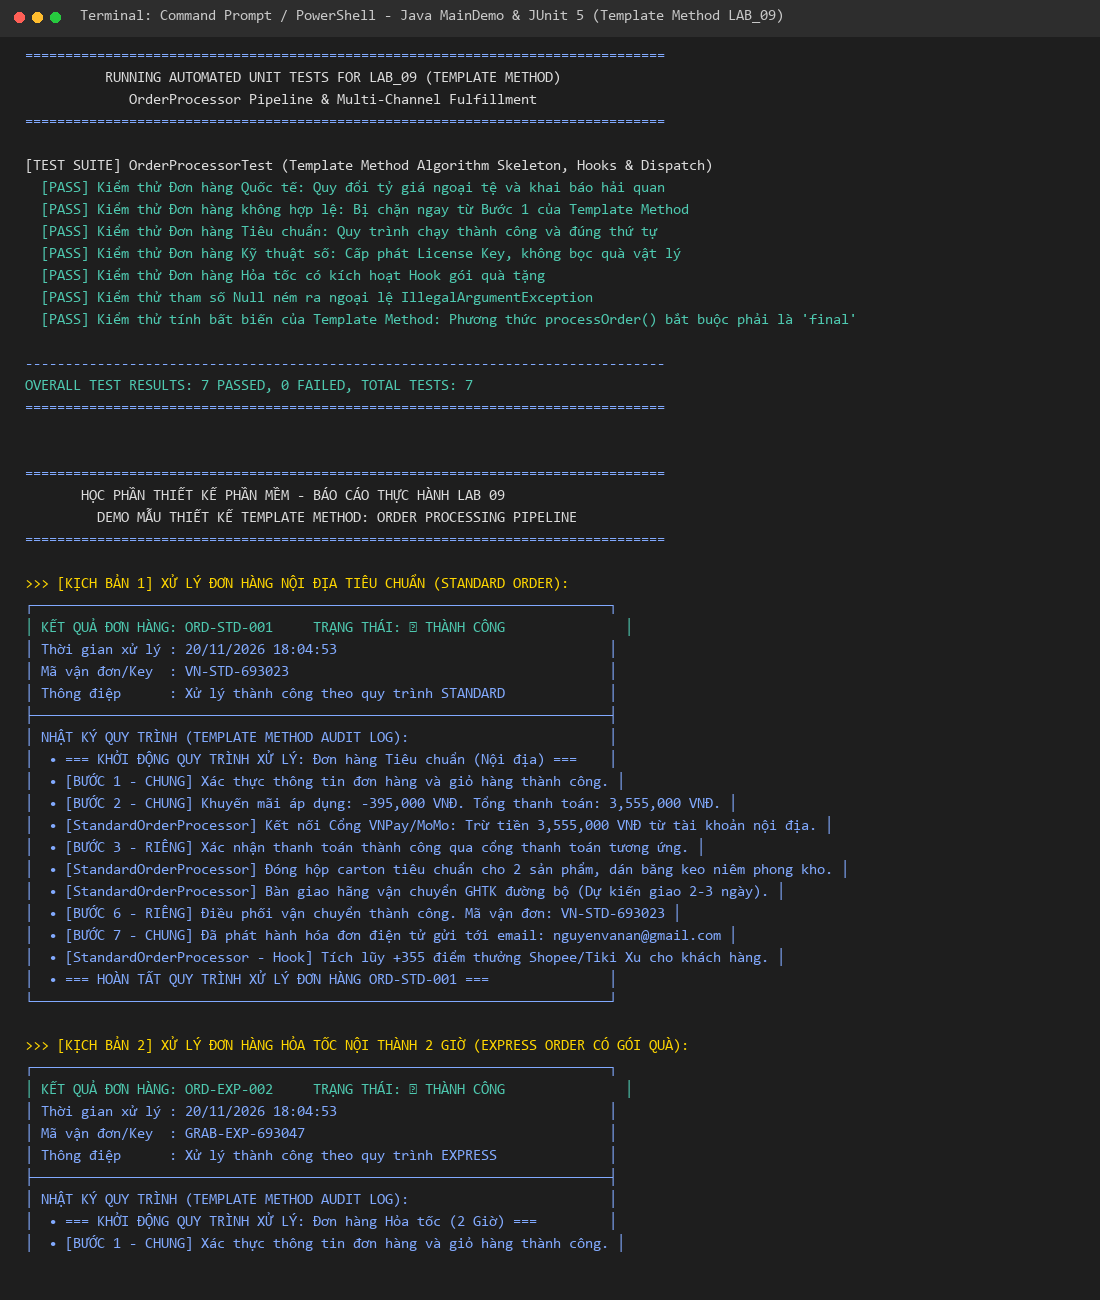 Terminal: Command Prompt / PowerShell - Java MainDemo & JUnit 5 (Template Method LAB_09)
================================================================================
RUNNING AUTOMATED UNIT TESTS FOR LAB_09 (TEMPLATE METHOD)
OrderProcessor Pipeline & Multi-Channel Fulfillment
================================================================================
[TEST SUITE] OrderProcessorTest (Template Method Algorithm Skeleton, Hooks & Dispatch)
[PASS] Kiểm thử Đơn hàng Quốc tế: Quy đổi tỷ giá ngoại tệ và khai báo hải quan
[PASS] Kiểm thử Đơn hàng không hợp lệ: Bị chặn ngay từ Bước 1 của Template Method
[PASS] Kiểm thử Đơn hàng Tiêu chuẩn: Quy trình chạy thành công và đúng thứ tự
[PASS] Kiểm thử Đơn hàng Kỹ thuật số: Cấp phát License Key, không bọc quà vật lý
[PASS] Kiểm thử Đơn hàng Hỏa tốc có kích hoạt Hook gói quà tặng
[PASS] Kiểm thử tham số Null ném ra ngoại lệ IllegalArgumentException
[PASS] Kiểm thử tính bất biến của Template Method: Phương thức processOrder() bắt buộc phải là 'final'
--------------------------------------------------------------------------------
OVERALL TEST RESULTS: 7 PASSED, 0 FAILED, TOTAL TESTS: 7
================================================================================
================================================================================
HỌC PHẦN THIẾT KẾ PHẦN MỀM - BÁO CÁO THỰC HÀNH LAB 09
DEMO MẪU THIẾT KẾ TEMPLATE METHOD: ORDER PROCESSING PIPELINE
================================================================================
>>> [KỊCH BẢN 1] XỬ LÝ ĐƠN HÀNG NỘI ĐỊA TIÊU CHUẨN (STANDARD ORDER):
│ KẾT QUẢ ĐƠN HÀNG: ORD-STD-001     TRẠNG THÁI: THÀNH CÔNG │
│ Thời gian xử lý : 20/11/2026 18:04:53 │
│ Mã vận đơn/Key  : VN-STD-693023 │
│ Thông điệp      : Xử lý thành công theo quy trình STANDARD │
│ NHẬT KÝ QUY TRÌNH (TEMPLATE METHOD AUDIT LOG): │
│  • === KHỞI ĐỘNG QUY TRÌNH XỬ LÝ: Đơn hàng Tiêu chuẩn (Nội địa) === │
│  • [BƯỚC 1 - CHUNG] Xác thực thông tin đơn hàng và giỏ hàng thành công. │
│  • [BƯỚC 2 - CHUNG] Khuyến mãi áp dụng: -395,000 VNĐ. Tổng thanh toán: 3,555,000 VNĐ. │
│  • [StandardOrderProcessor] Kết nối Cổng VNPay/MoMo: Trừ tiền 3,555,000 VNĐ từ tài khoản nội địa. │
│  • [BƯỚC 3 - RIÊNG] Xác nhận thanh toán thành công qua cổng thanh toán tương ứng. │
│  • [StandardOrderProcessor] Đóng hộp carton tiêu chuẩn cho 2 sản phẩm, dán băng keo niêm phong kho. │
│  • [StandardOrderProcessor] Bàn giao hãng vận chuyển GHTK đường bộ (Dự kiến giao 2-3 ngày). │
│  • [BƯỚC 6 - RIÊNG] Điều phối vận chuyển thành công. Mã vận đơn: VN-STD-693023 │
│  • [BƯỚC 7 - CHUNG] Đã phát hành hóa đơn điện tử gửi tới email: nguyenvanan@gmail.com │
│  • [StandardOrderProcessor - Hook] Tích lũy +355 điểm thưởng Shopee/Tiki Xu cho khách hàng. │
│  • === HOÀN TẤT QUY TRÌNH XỬ LÝ ĐƠN HÀNG ORD-STD-001 === │
>>> [KỊCH BẢN 2] XỬ LÝ ĐƠN HÀNG HỎA TỐC NỘI THÀNH 2 GIỜ (EXPRESS ORDER CÓ GÓI QUÀ):
│ KẾT QUẢ ĐƠN HÀNG: ORD-EXP-002     TRẠNG THÁI: THÀNH CÔNG │
│ Thời gian xử lý : 20/11/2026 18:04:53 │
│ Mã vận đơn/Key  : GRAB-EXP-693047 │
│ Thông điệp      : Xử lý thành công theo quy trình EXPRESS │
│ NHẬT KÝ QUY TRÌNH (TEMPLATE METHOD AUDIT LOG): │
│  • === KHỞI ĐỘNG QUY TRÌNH XỬ LÝ: Đơn hàng Hỏa tốc (2 Giờ) === │
│  • [BƯỚC 1 - CHUNG] Xác thực thông tin đơn hàng và giỏ hàng thành công. │